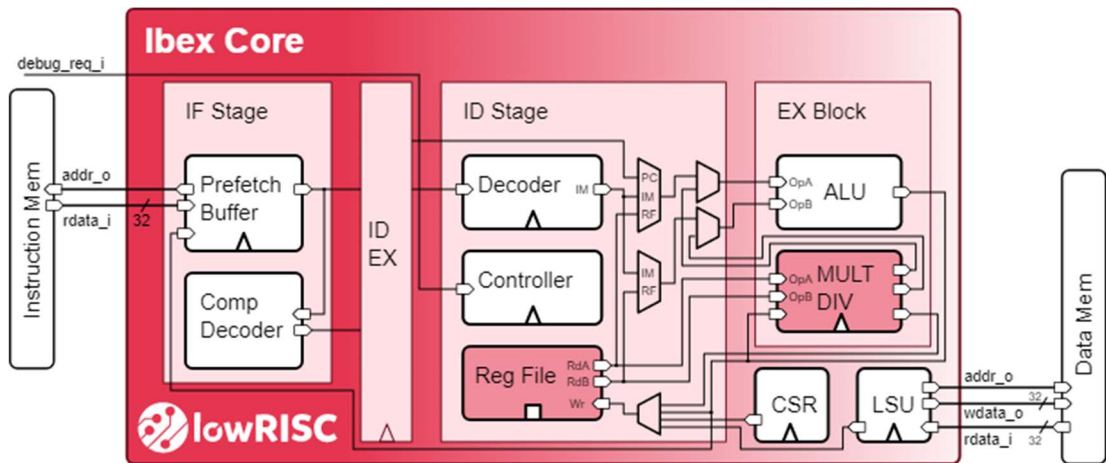 Ibex Core
debug_req_i
IF Stage
ID Stage
EX Block
Instruction Mem
addr_o
rdata_i
32
Prefetch
Buffer
Comp
Decoder
ID
EX
Decoder
IM
Controller
Reg File
RdA
RdB
Wr
PC
IM
RF
IM
RF
OpA
OpB
ALU
OpA
OpB
MULT
DIV
CSR
LSU
addr_o
32
wdata_o
rdata_i
32
Data Mem
lowRISC